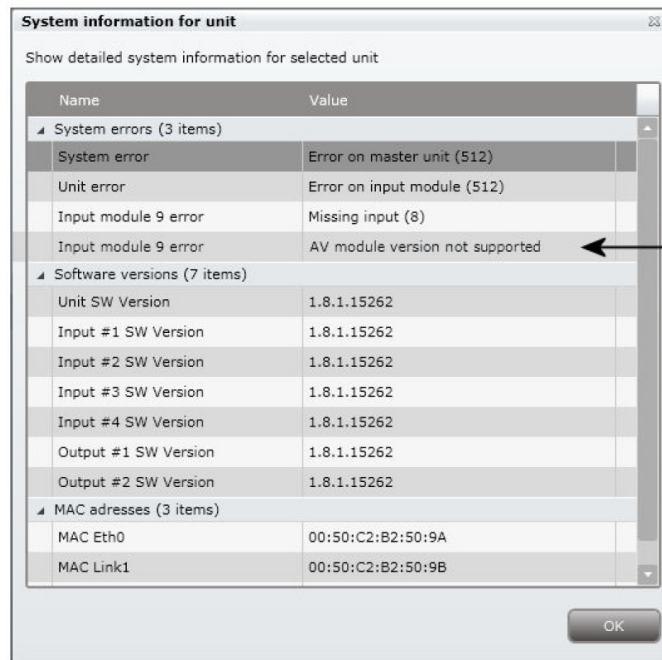 System information for unit
Show detailed system information for selected unit
Name Value
System errors (3 items)
System error Error on master unit (512)
Unit error Error on input module (512)
Input module 9 error Missing input (8)
Input module 9 error AV module version not supported
Software versions (7 items)
Unit SW Version 1.8.1.15262
Input #1 SW Version 1.8.1.15262
Input #2 SW Version 1.8.1.15262
Input #3 SW Version 1.8.1.15262
Input #4 SW Version 1.8.1.15262
Output #1 SW Version 1.8.1.15262
Output #2 SW Version 1.8.1.15262
MAC adresses (3 items)
MAC Eth0 00:50:C2:B2:50:9A
MAC Link1 00:50:C2:B2:50:9B
OK